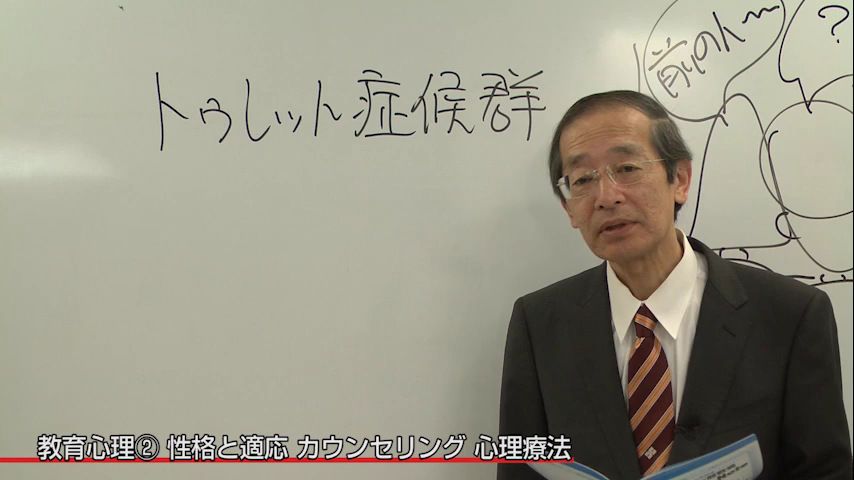 トゥレット症候群
前の人～
?
教育心理② 性格と適応 カウンセリング 心理療法